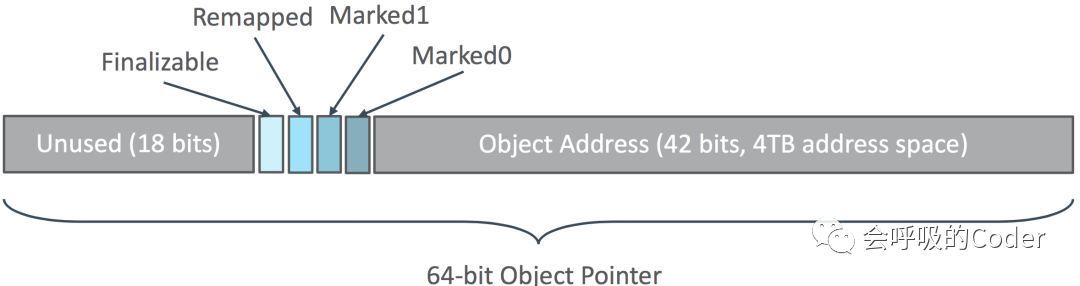 Remapped
Marked1
Finalizable
Marked0
Unused (18 bits)
Object Address (42 bits, 4TB address space)
会呼吸的Coder
64-bit Object Pointer